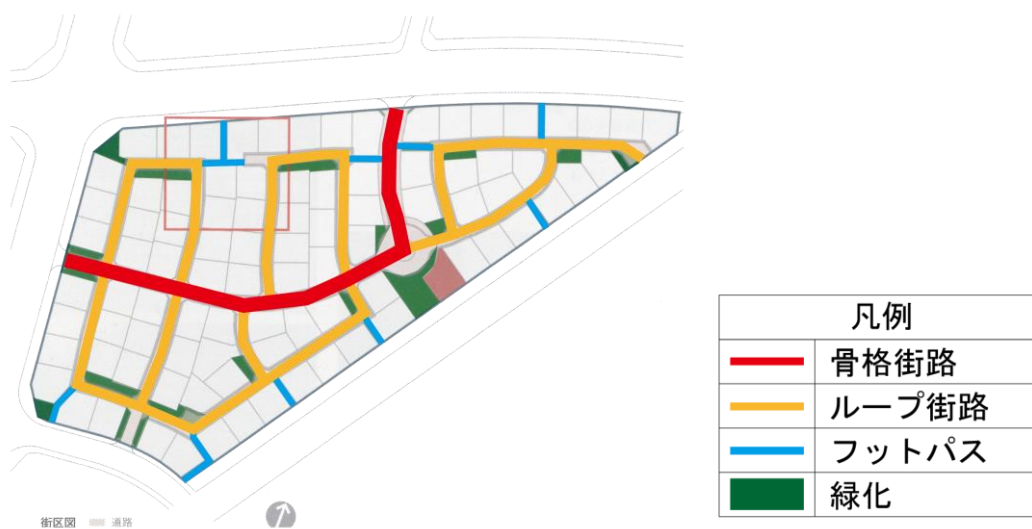 凡例
骨格街路
ループ街路
フットパス
緑化
街区図 道路